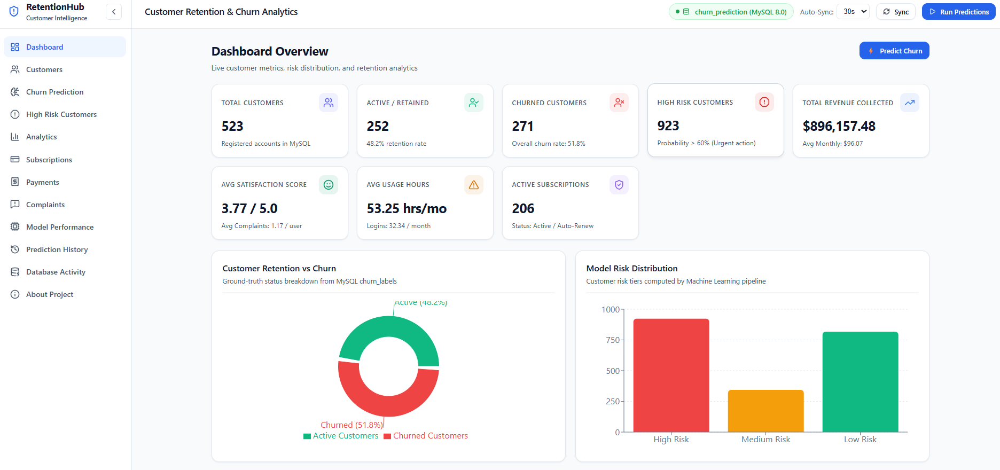 RetentionHub
Customer Intelligence
Customer Retention & Churn Analytics
churn_prediction (MySQL 8.0)
Auto-Sync:
30s
Sync
Run Predictions
Dashboard
Customers
Churn Prediction
High Risk Customers
Analytics
Subscriptions
Payments
Complaints
Model Performance
Prediction History
Database Activity
About Project
Dashboard Overview
Live customer metrics, risk distribution, and retention analytics
Predict Churn
TOTAL CUSTOMERS
523
Registered accounts in MySQL
ACTIVE / RETAINED
252
48.2% retention rate
CHURNED CUSTOMERS
271
Overall churn rate: 51.8%
HIGH RISK CUSTOMERS
923
Probability > 60% (Urgent action)
TOTAL REVENUE COLLECTED
$896,157.48
Avg Monthly: $96.07
AVG SATISFACTION SCORE
3.77 / 5.0
Avg Complaints: 1.17 / user
AVG USAGE HOURS
53.25 hrs/mo
Logins: 32.34 / month
ACTIVE SUBSCRIPTIONS
206
Status: Active / Auto-Renew
Customer Retention vs Churn
Ground-truth status breakdown from MySQL churn_labels
Active (48.2%)
Churned (51.8%)
Active Customers
Churned Customers
Model Risk Distribution
Customer risk tiers computed by Machine Learning pipeline
1000
750
500
250
0
High Risk
Medium Risk
Low Risk